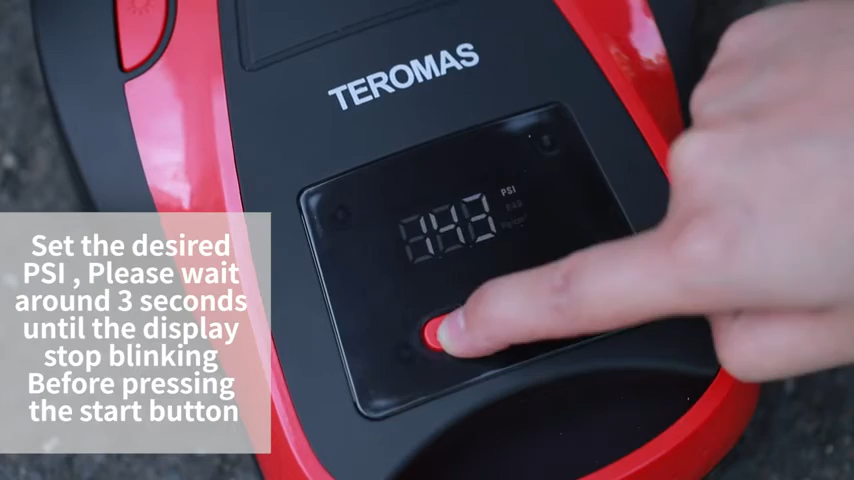 TEROMAS
PSI
Set the desired
PSI , Please wait
around 3 seconds
until the display
stop blinking
Before pressing
the start button